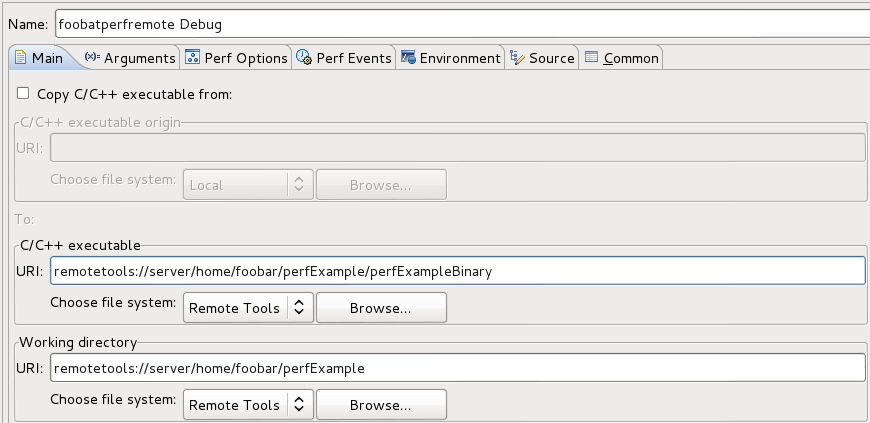 Name: foobatperfremote Debug
Main (x)= Arguments Perf Options Perf Events Environment Source Common
Copy C/C++ executable from:
C/C++ executable origin
URI:
Choose file system: Local Browse...
To:
C/C++ executable
URI: remotetools://server/home/foobar/perfExample/perfExampleBinary
Choose file system: Remote Tools Browse...
Working directory
URI: remotetools://server/home/foobar/perfExample
Choose file system: Remote Tools Browse...